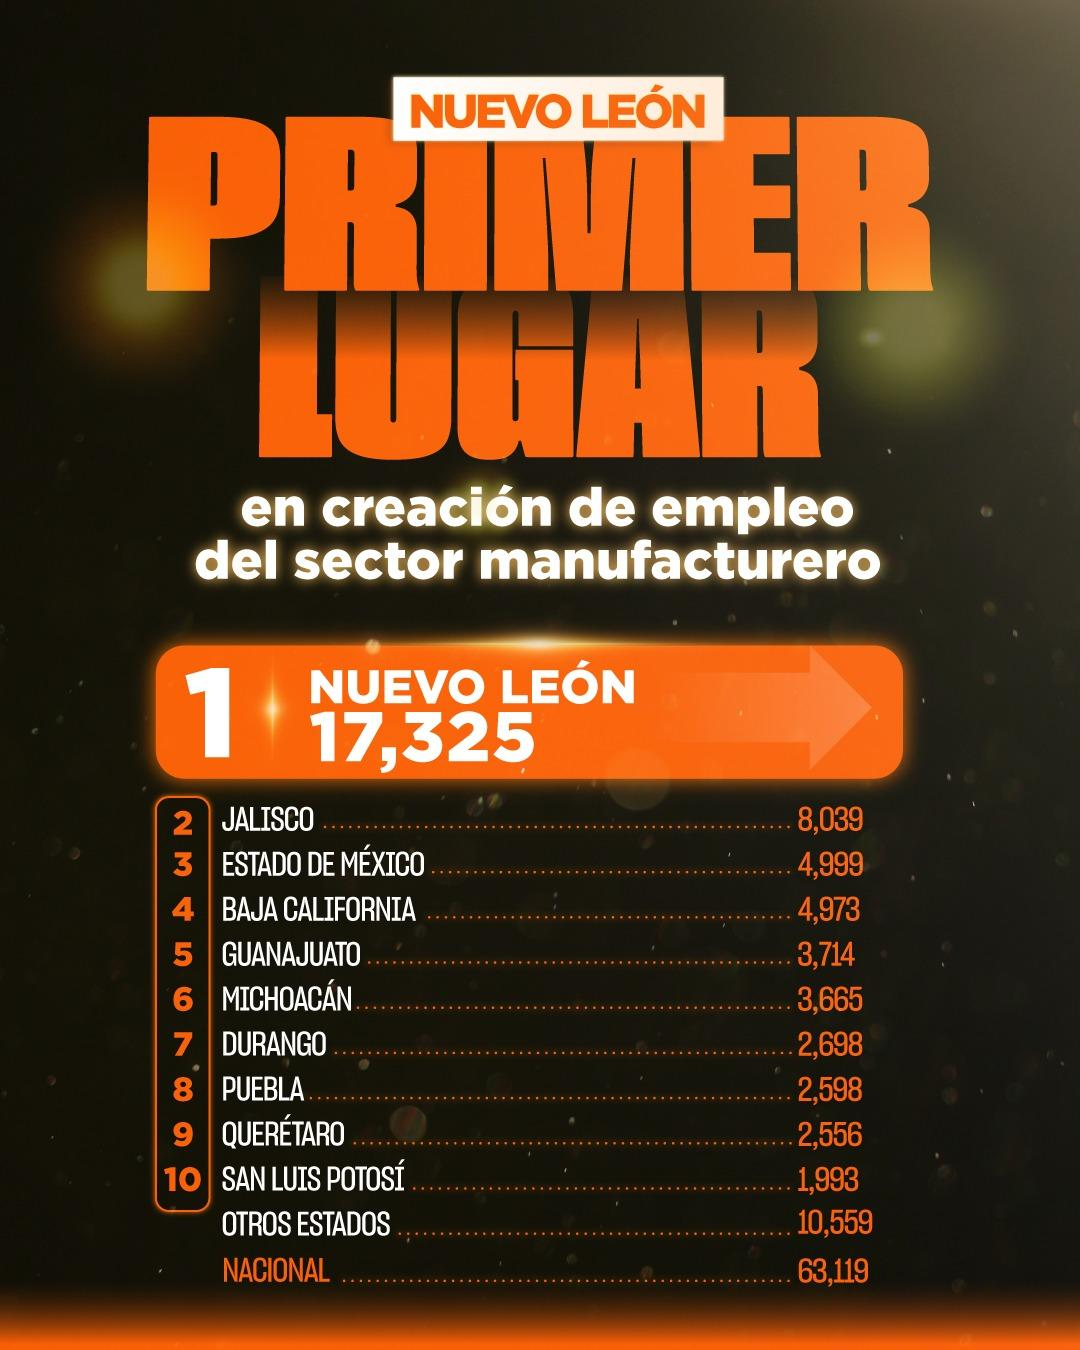 NUEVO LEÓN
PRIMER
LUGAR
en creación de empleo
del sector manufacturero
1 NUEVO LEÓN
17,325
2 JALISCO 8,039
3 ESTADO DE MÉXICO 4,999
4 BAJA CALIFORNIA 4,973
5 GUANAJUATO 3,714
6 MICHOACÁN 3,665
7 DURANGO 2,698
8 PUEBLA 2,598
9 QUERÉTARO 2,556
10 SAN LUIS POTOSÍ 1,993
OTROS ESTADOS 10,559
NACIONAL 63,119